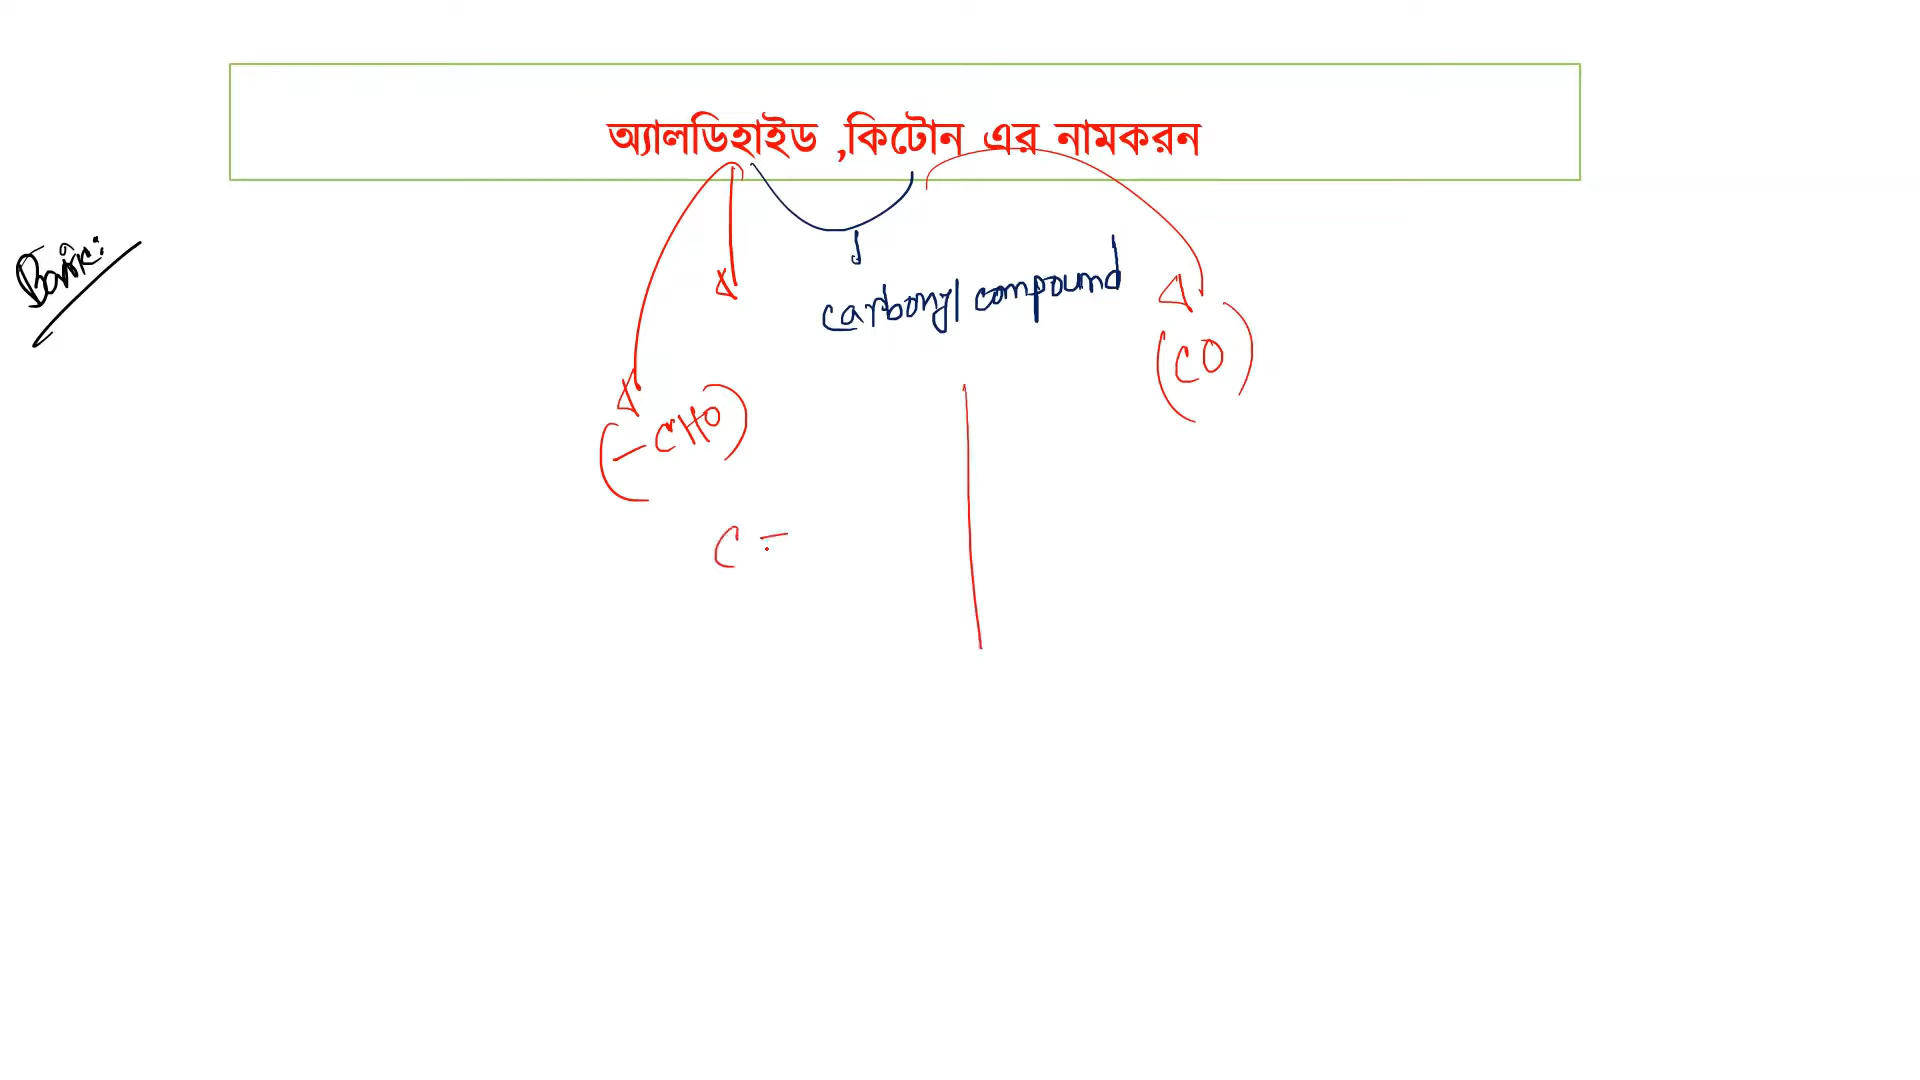 অ্যালডিহাইড ,কিটোন এর নামকরন
Basic:
carbonyl compound
(CO)
(-CHO)
C =